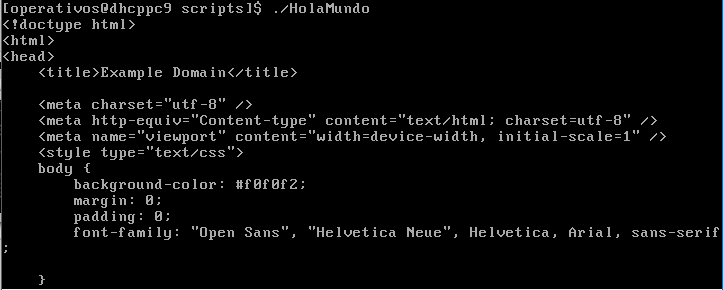 [operativos@dhcppc9 scripts]$ ./HolaMundo
<!doctype html>
<html>
<head>
    <title>Example Domain</title>

    <meta charset="utf-8" />
    <meta http-equiv="Content-type" content="text/html; charset=utf-8" />
    <meta name="viewport" content="width=device-width, initial-scale=1" />
    <style type="text/css">
    body {
        background-color: #f0f0f2;
        margin: 0;
        padding: 0;
        font-family: "Open Sans", "Helvetica Neue", Helvetica, Arial, sans-serif
;

    }